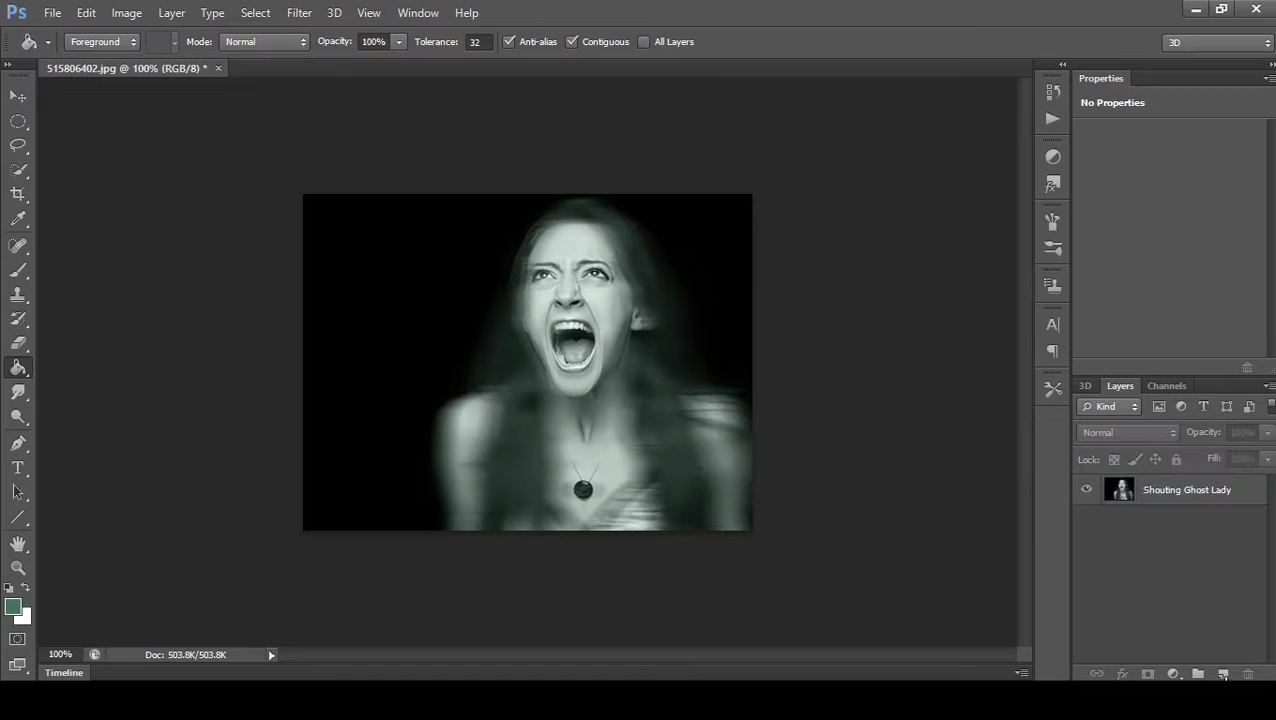 Ps File Edit Image Layer Type Select Filter 3D View Window Help
Foreground Mode: Normal Opacity: 100% Tolerance: 32 Anti-alias Contiguous All Layers 3D
515806402.jpg @ 100% (RGB/8) * ×
Properties
No Properties
3D Layers Channels
Kind
Normal Opacity: 100%
Lock: Fill: 100%
Shouting Ghost Lady
100% Doc: 503.8K/503.8K
Timeline